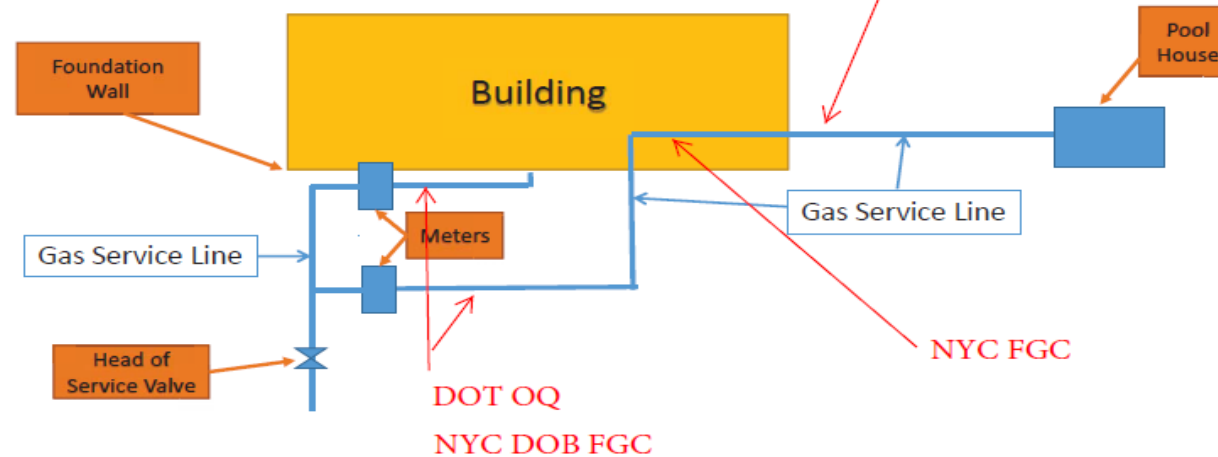 Pool
House
Foundation
Wall
Building
Gas Service Line
Meters
Gas Service Line
NYC FGC
Head of
Service Valve
DOT OQ
NYC DOB FGC